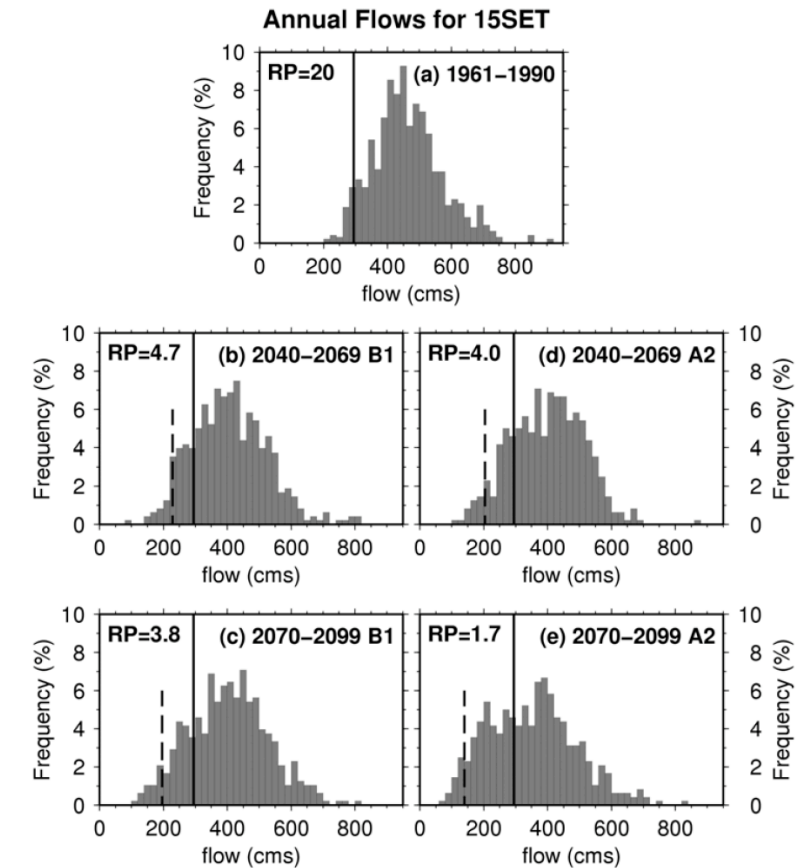 Annual Flows for 15SET
10
8
6
4
2
0
Frequency (%)
RP=20
(a) 1961−1990
0 200 400 600 800
flow (cms)
10
8
6
4
2
0
Frequency (%)
RP=4.7
(b) 2040−2069 B1
0 200 400 600 800
flow (cms)
RP=4.0
(d) 2040−2069 A2
10
8
6
4
2
0
Frequency (%)
0 200 400 600 800
flow (cms)
10
8
6
4
2
0
Frequency (%)
RP=3.8
(c) 2070−2099 B1
0 200 400 600 800
flow (cms)
RP=1.7
(e) 2070−2099 A2
10
8
6
4
2
0
Frequency (%)
0 200 400 600 800
flow (cms)